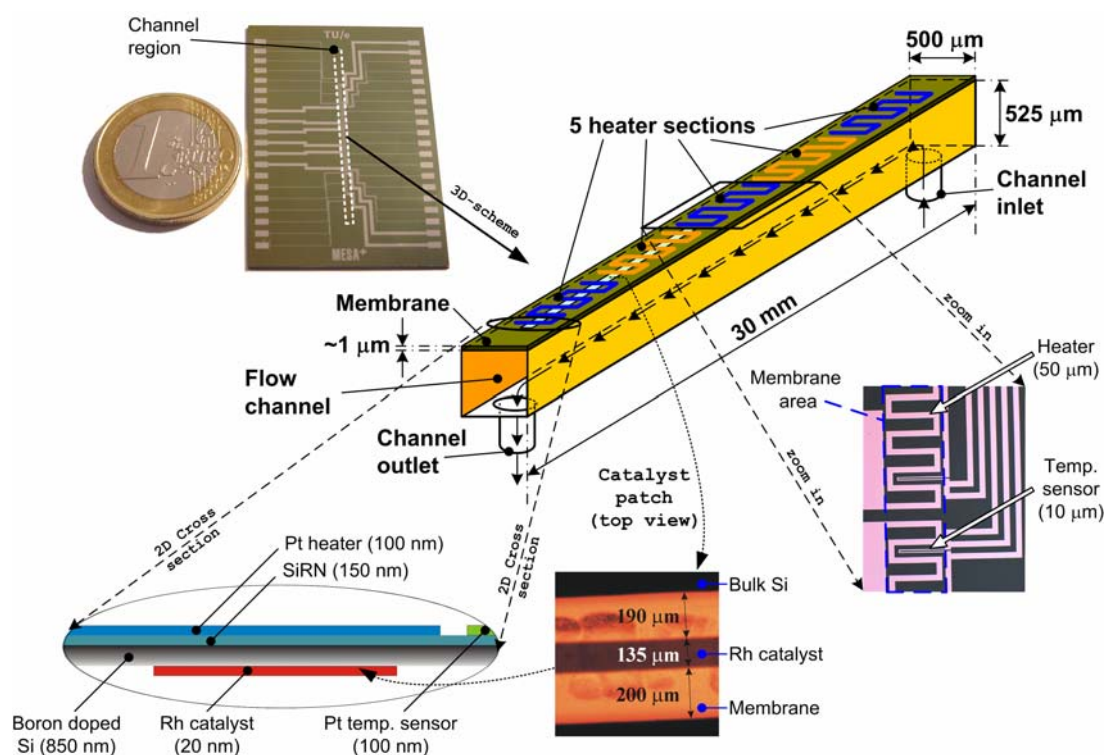 Channel
region
TU/e
MESA+
1
EURO
3D-scheme
500 μm
525 μm
5 heater sections
Channel
inlet
30 mm
Membrane
~1 μm
Flow
channel
Channel
outlet
zoom in
zoom in
Heater
(50 μm)
Membrane
area
Temp.
sensor
(10 μm)
Catalyst
patch
(top view)
2D Cross
section
2D Cross
section
Pt heater (100 nm)
SiRN (150 nm)
Boron doped
Si (850 nm)
Rh catalyst
(20 nm)
Pt temp. sensor
(100 nm)
190 μm
135 μm
200 μm
Bulk Si
Rh catalyst
Membrane